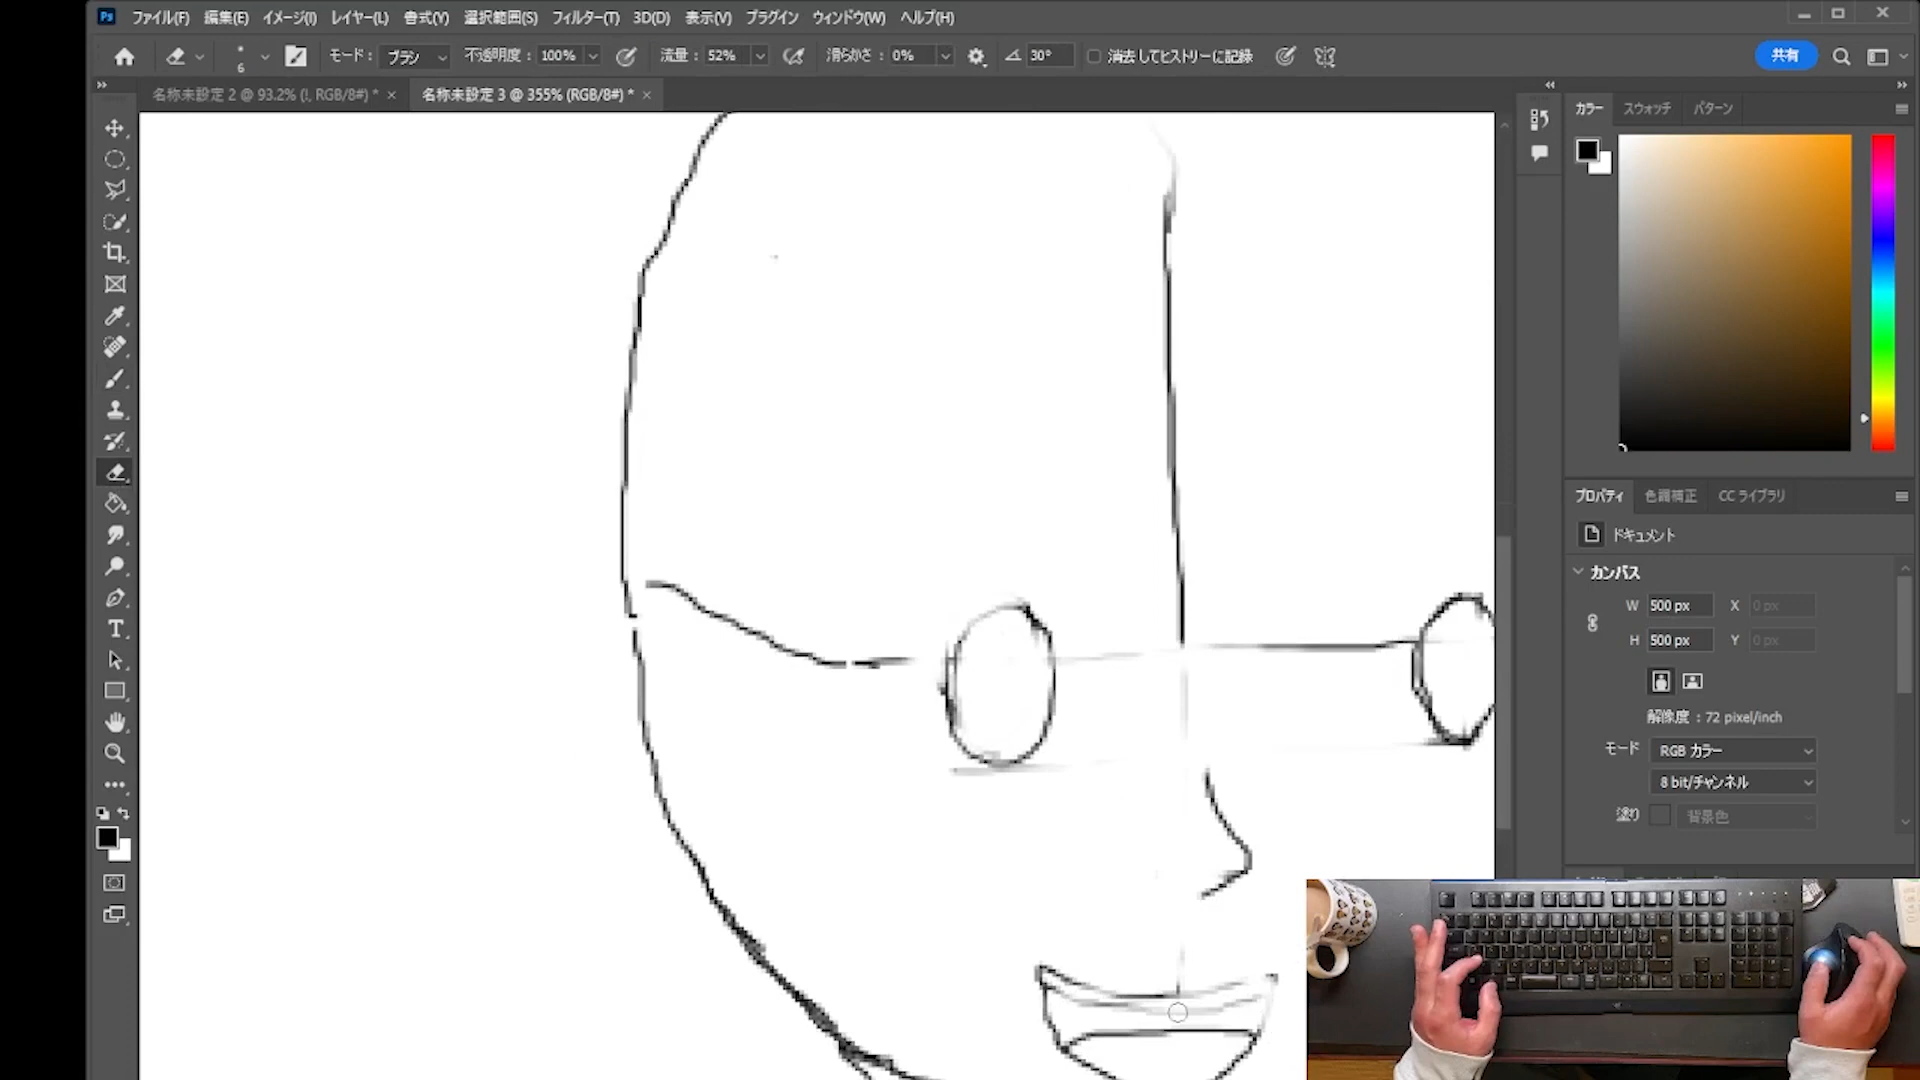 Ps ファイル(F) 編集(E) イメージ(I) レイヤー(L) 書式(Y) 選択範囲(S) フィルター(T) 3D(D) 表示(V) プラグイン ウィンドウ(W) ヘルプ(H)
6 モード： ブラシ 不透明度： 100% 流量： 52% 滑らかさ： 0% 30° 消去してヒストリーに記録 共有
名称未設定 2 @ 93.2% (l, RGB/8#) * × 名称未設定 3 @ 355% (RGB/8#) * ×
カラー スウォッチ パターン
プロパティ 色調補正 CC ライブラリ
ドキュメント
カンバス
W 500 px X 0 px
H 500 px Y 0 px
解像度 ： 72 pixel/inch
モード RGB カラー
8 bit/チャンネル
塗り 背景色